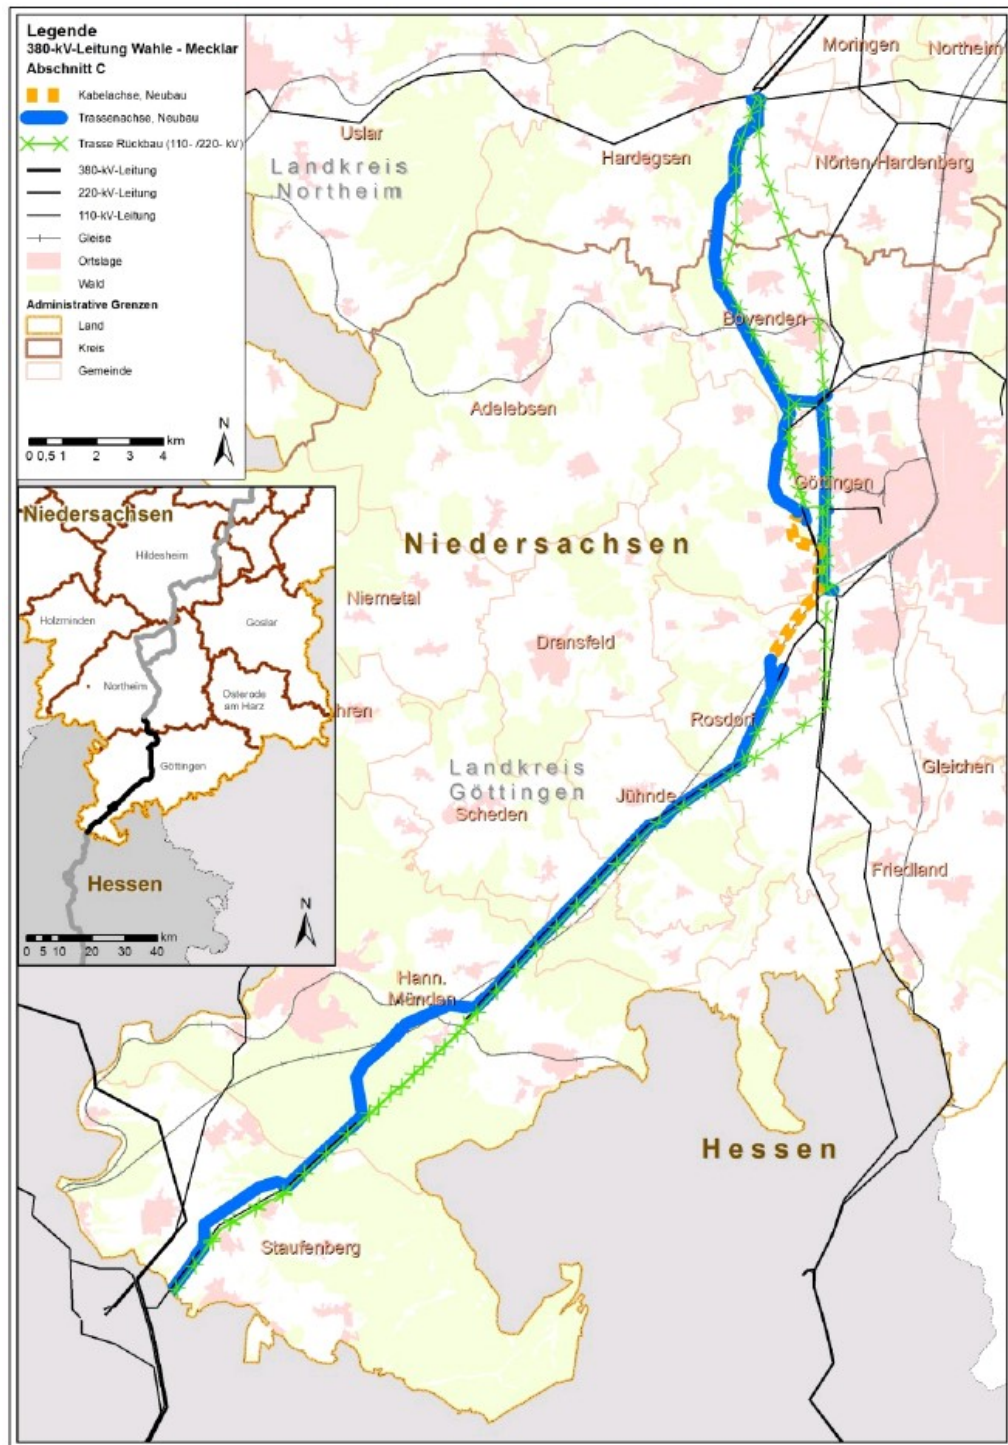 Legende
380-kV-Leitung Wahle - Mecklar
Abschnitt C
Kabelachse, Neubau
Trassenachse, Neubau
Trasse Rückbau (110- /220- kV)
380-kV-Leitung
220-kV-Leitung
110-kV-Leitung
Gleise
Ortslage
Wald
Administrative Grenzen
Land
Kreis
Gemeinde
N
km
0 0,5 1 2 3 4
Moringen
Northeim
Uslar
Hardegsen
Nörten-Hardenberg
Landkreis
Northeim
Bovenden
Adelebsen
Göttingen
Niedersachsen
Niemetal
Dransfeld
Rosdorf
Landkreis
Göttingen
Jühnde
Scheden
Gleichen
Friedland
Hann.
Münden
Hessen
Staufenberg
Niedersachsen
Hildesheim
Holzminden
Goslar
Northeim
Osterode
am Harz
Göttingen
Hessen
N
km
0 5 10 20 30 40